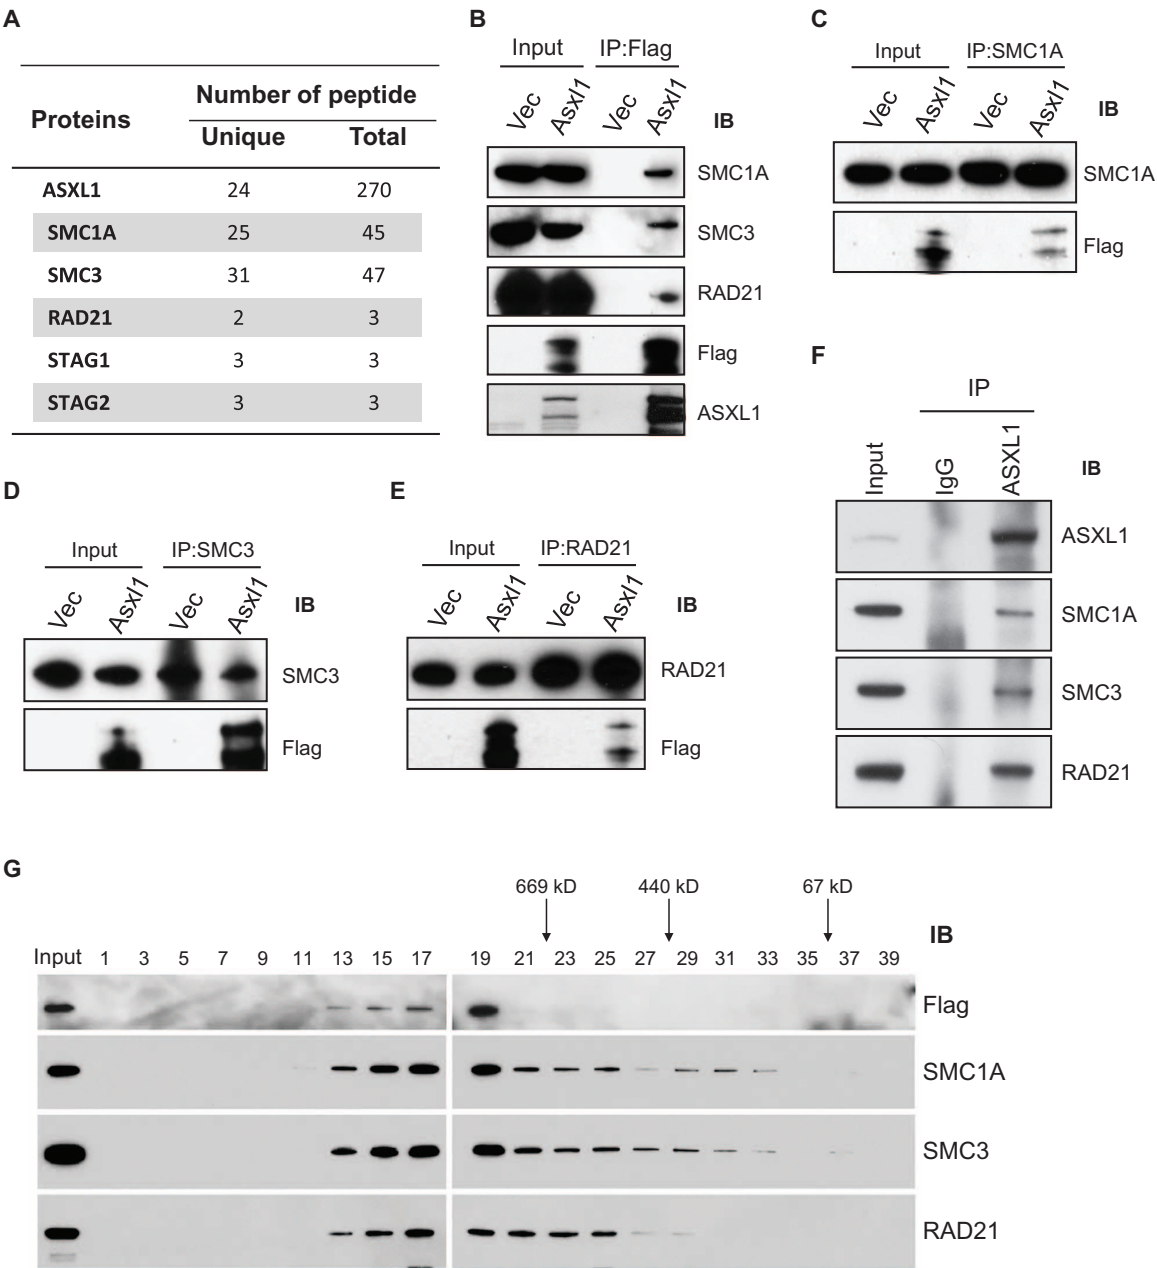 A
Proteins
Number of peptide
Unique Total
ASXL1 24 270
SMC1A 25 45
SMC3 31 47
RAD21 2 3
STAG1 3 3
STAG2 3 3
B
Input IP:Flag
Vec Asxl1 Vec Asxl1 IB
SMC1A
SMC3
RAD21
Flag
ASXL1
C
Input IP:SMC1A
Vec Asxl1 Vec Asxl1 IB
SMC1A
Flag
D
Input IP:SMC3
Vec Asxl1 Vec Asxl1 IB
SMC3
Flag
E
Input IP:RAD21
Vec Asxl1 Vec Asxl1 IB
RAD21
Flag
F
IP
Input IgG ASXL1 IB
ASXL1
SMC1A
SMC3
RAD21
G
669 kD 440 kD 67 kD
IB
Input 1 3 5 7 9 11 13 15 17 19 21 23 25 27 29 31 33 35 37 39
Flag
SMC1A
SMC3
RAD21